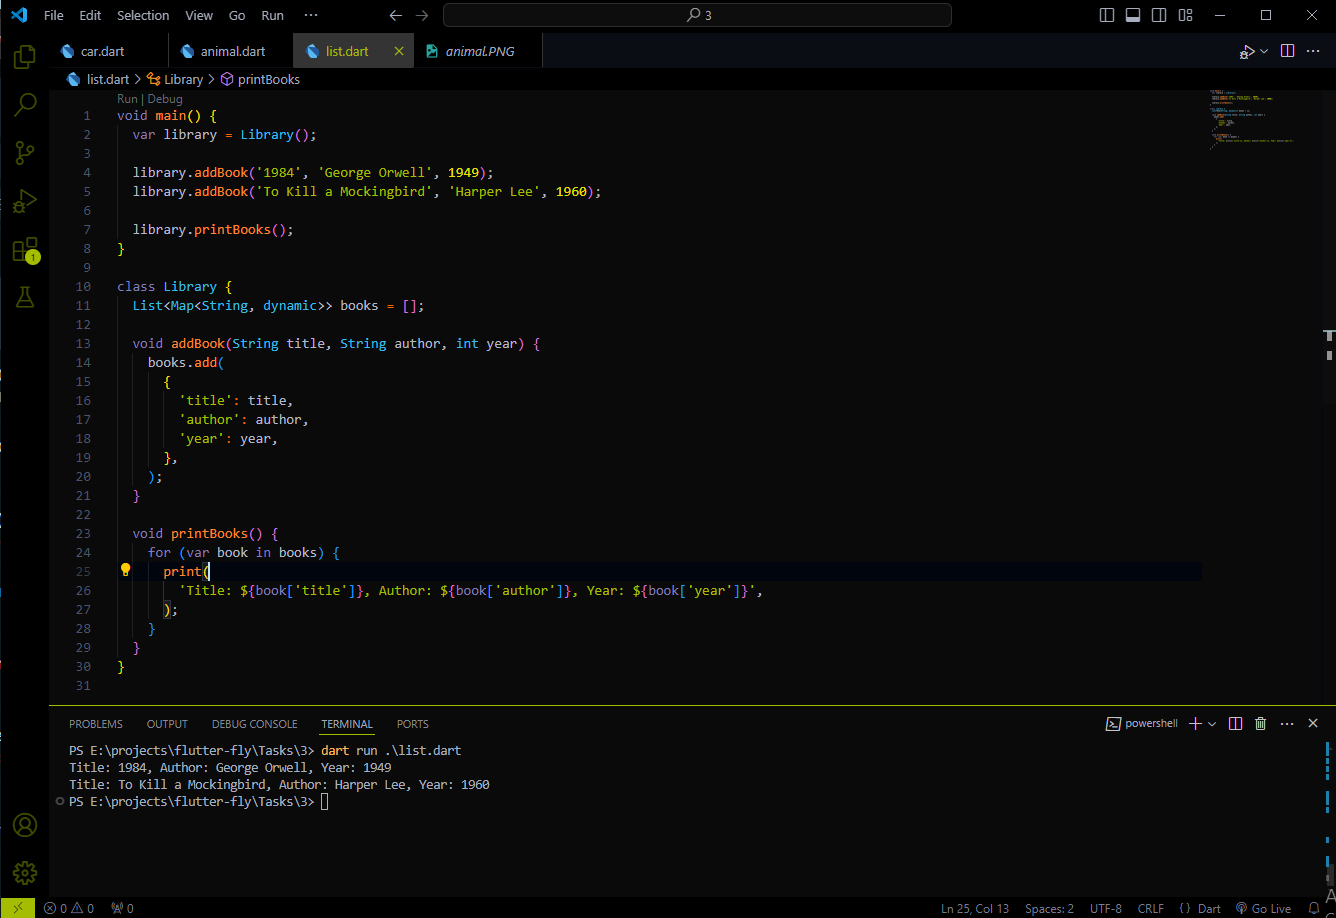 File Edit Selection View Go Run ··· 3
car.dart animal.dart list.dart animal.PNG
list.dart > Library > printBooks
Run | Debug
1 void main() {
2 var library = Library();
3
4 library.addBook('1984', 'George Orwell', 1949);
5 library.addBook('To Kill a Mockingbird', 'Harper Lee', 1960);
6
7 library.printBooks();
8 }
9
10 class Library {
11 List<Map<String, dynamic>> books = [];
12
13 void addBook(String title, String author, int year) {
14 books.add(
15 {
16 'title': title,
17 'author': author,
18 'year': year,
19 },
20 );
21 }
22
23 void printBooks() {
24 for (var book in books) {
25 print(
26 'Title: ${book['title']}, Author: ${book['author']}, Year: ${book['year']}',
27 );
28 }
29 }
30 }
31
1
PROBLEMS OUTPUT DEBUG CONSOLE TERMINAL PORTS powershell
PS E:\projects\flutter-fly\Tasks\3> dart run .\list.dart
Title: 1984, Author: George Orwell, Year: 1949
Title: To Kill a Mockingbird, Author: Harper Lee, Year: 1960
PS E:\projects\flutter-fly\Tasks\3>
0 0 0 Ln 25, Col 13 Spaces: 2 UTF-8 CRLF {} Dart Go Live